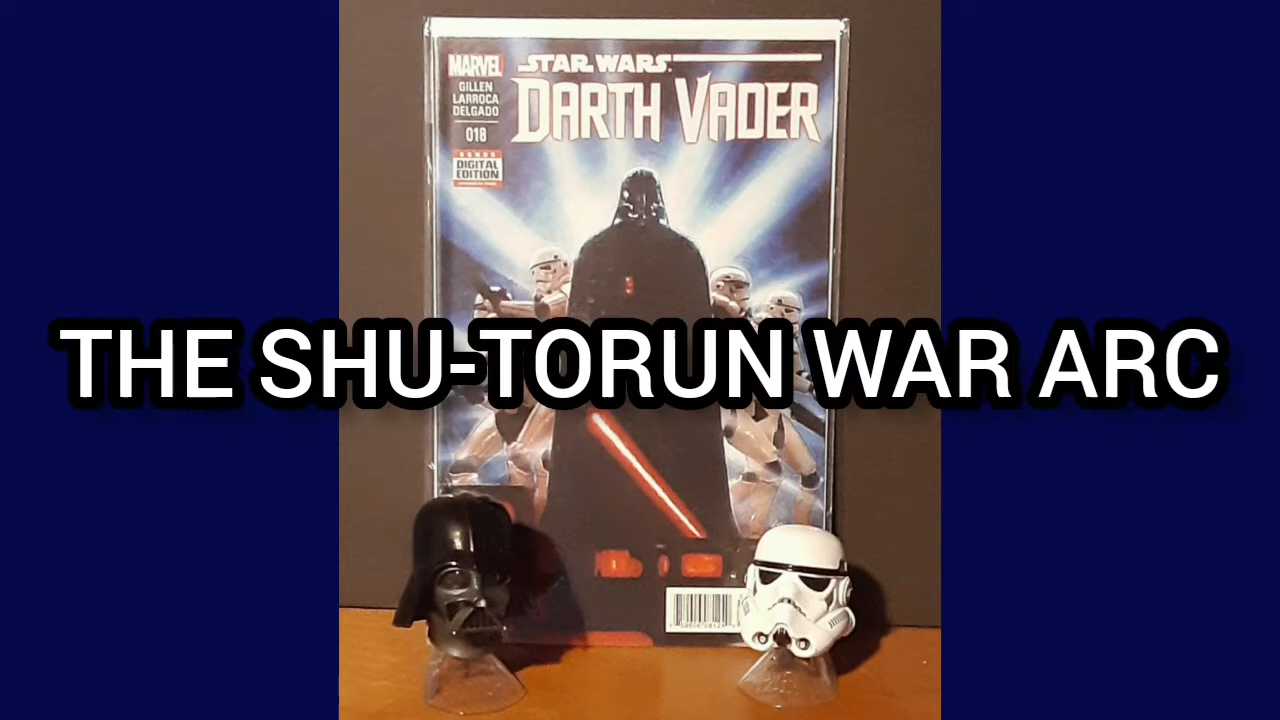 MARVEL
GILLEN
LARROCA
DELGADO
018
DIGITAL
EDITION
STAR WARS
DARTH VADER
THE SHU-TORUN WAR ARC